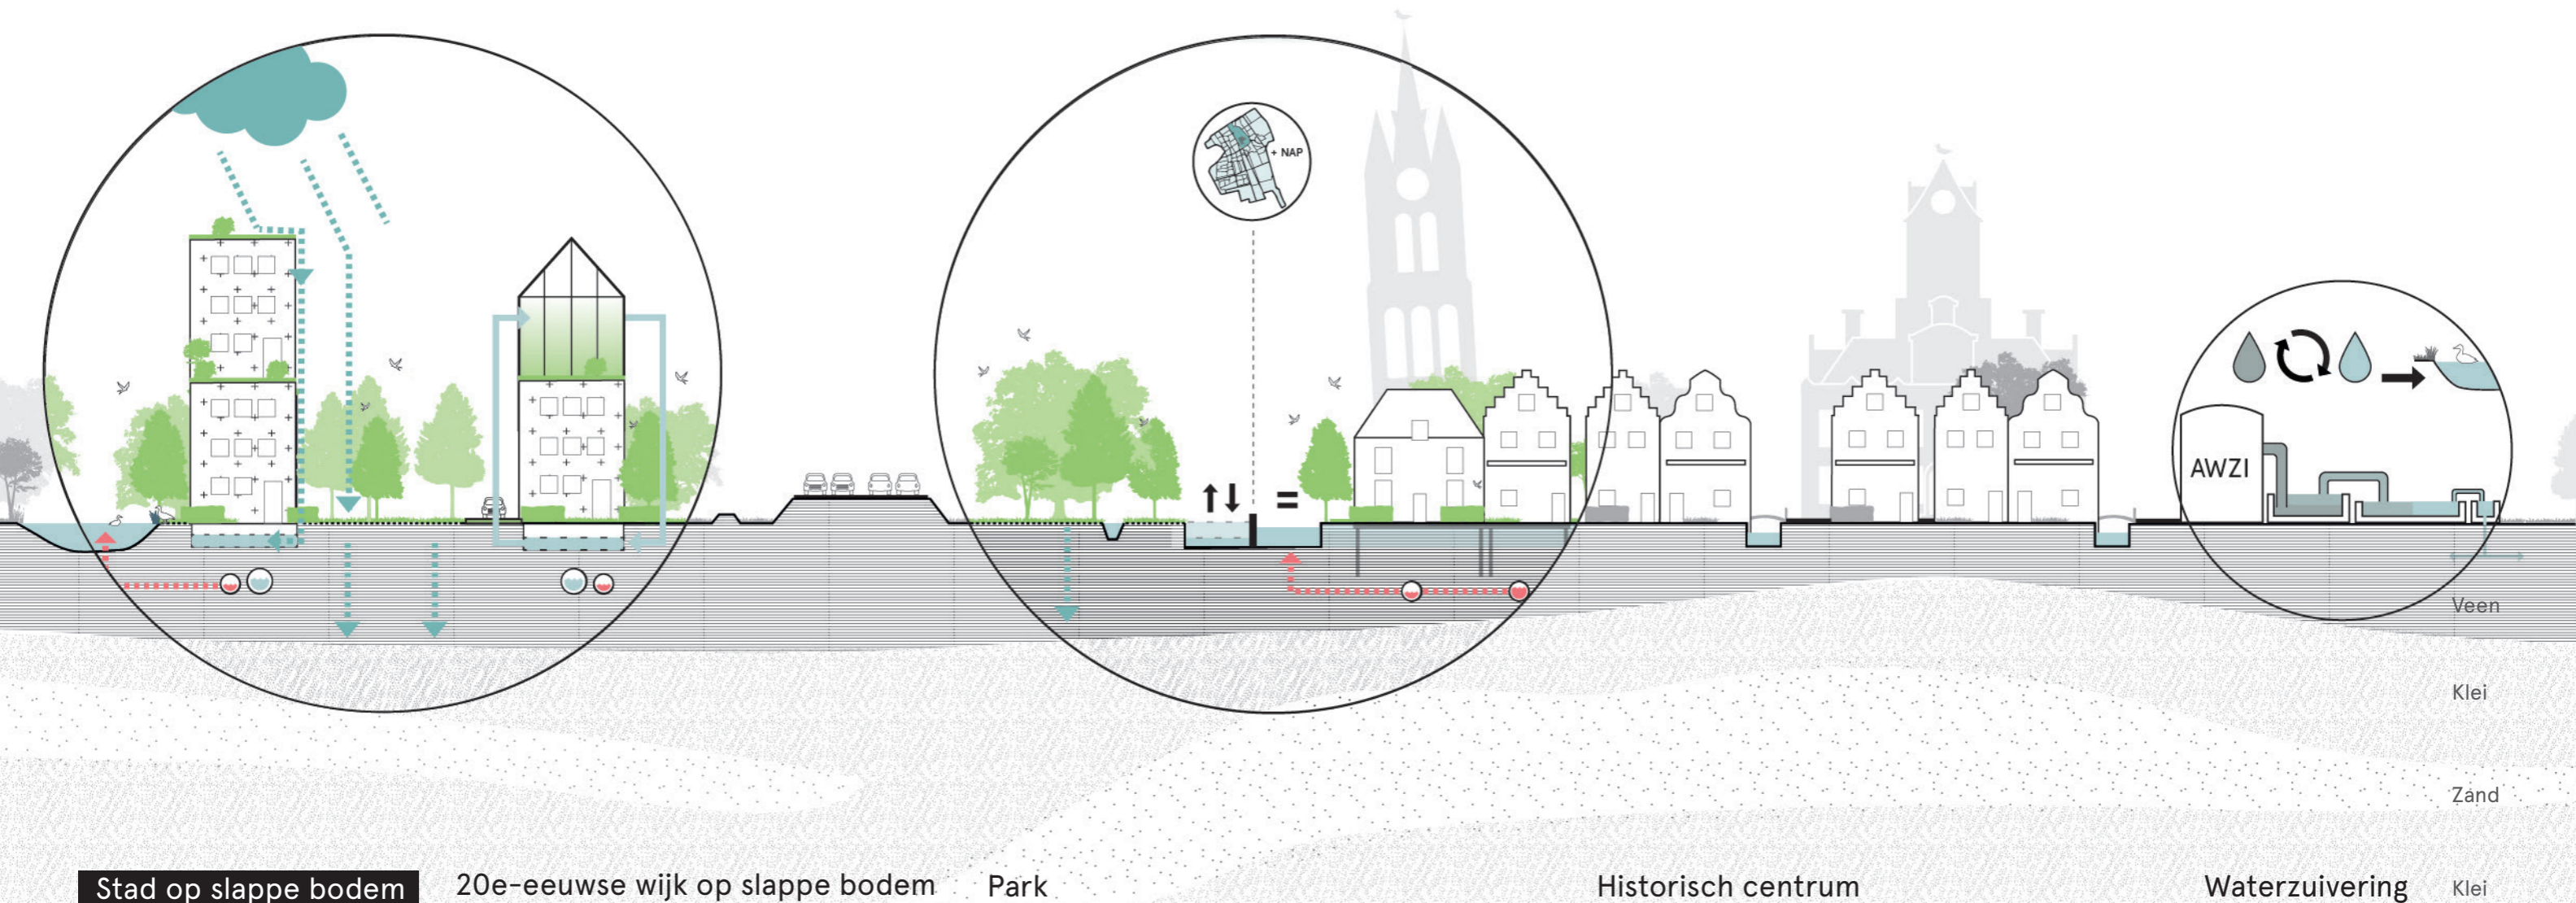 + NAP
AWZI
Veen
Klei
Zand
Stad op slappe bodem
20e-eeuwse wijk op slappe bodem
Park
Historisch centrum
Waterzuivering
Klei